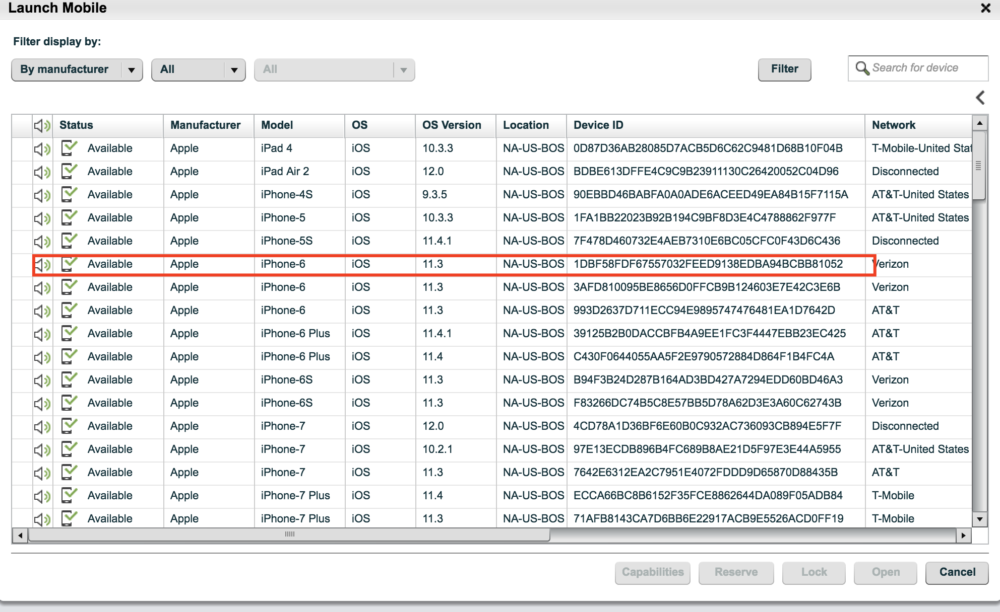 Launch Mobile
Filter display by:
By manufacturer All All Filter Search for device
Status Manufacturer Model OS OS Version Location Device ID Network
Available Apple iPad 4 iOS 10.3.3 NA-US-BOS 0D87D36AB28085D7ACB5D6C62C9481D68B10F04B T-Mobile-United Stat
Available Apple iPad Air 2 iOS 12.0 NA-US-BOS BDBE613DFFE4C9C9B23911130C26420052C04D96 Disconnected
Available Apple iPhone-4S iOS 9.3.5 NA-US-BOS 90EBBD46BABFA0A0ADE6ACEED49EA84B15F7115A AT&T-United States
Available Apple iPhone-5 iOS 10.3.3 NA-US-BOS 1FA1BB22023B92B194C9BF8D3E4C4788862F977F AT&T-United States
Available Apple iPhone-5S iOS 11.4.1 NA-US-BOS 7F478D460732E4AEB7310E6BC05CFC0F43D6C436 Disconnected
Available Apple iPhone-6 iOS 11.3 NA-US-BOS 1DBF58FDF67557032FEED9138EDBA94BCBB81052 Verizon
Available Apple iPhone-6 iOS 11.3 NA-US-BOS 3AFD810095BE8656D0FFCB9B124603E7E42C3E6B Verizon
Available Apple iPhone-6 iOS 11.3 NA-US-BOS 993D2637D711ECC94E9895747476481EA1D7642D AT&T
Available Apple iPhone-6 Plus iOS 11.4.1 NA-US-BOS 39125B2B0DACCBFB4A9EE1FC3F4447EBB23EC425 AT&T
Available Apple iPhone-6 Plus iOS 11.4 NA-US-BOS C430F0644055AA5F2E9790572884D864F1B4FC4A AT&T
Available Apple iPhone-6S iOS 11.3 NA-US-BOS B94F3B24D287B164AD3BD427A7294EDD60BD46A3 Verizon
Available Apple iPhone-6S iOS 11.3 NA-US-BOS F83266DC74B5C8E57BB5D78A62D3E3A60C62743B Verizon
Available Apple iPhone-7 iOS 12.0 NA-US-BOS 4CD78A1D36BF6E60B0C932AC736093CB894E5F7F Disconnected
Available Apple iPhone-7 iOS 10.2.1 NA-US-BOS 97E13ECDB896B4FC689B8AE21D5F97E3E44A5955 AT&T-United States
Available Apple iPhone-7 iOS 11.3 NA-US-BOS 7642E6312EA2C7951E4072FDDD9D65870D88435B AT&T
Available Apple iPhone-7 Plus iOS 11.4 NA-US-BOS ECCA66BC8B6152F35FCE8862644DA089F05ADB84 T-Mobile
Available Apple iPhone-7 Plus iOS 11.3 NA-US-BOS 71AFB8143CA7D6BB6E22917ACB9E5526ACD0FF19 T-Mobile
Capabilities Reserve Lock Open Cancel